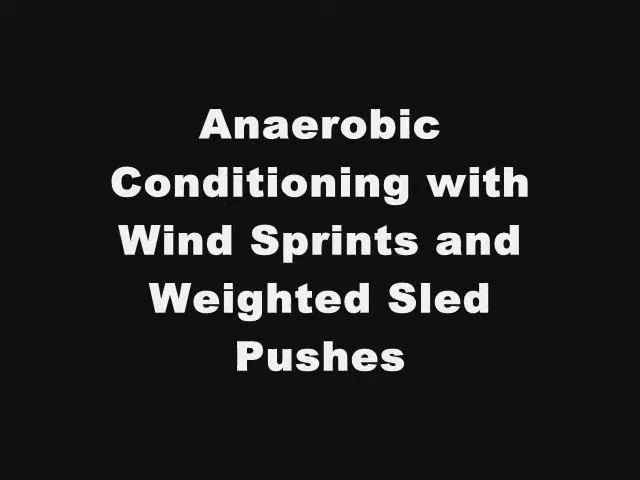 Anaerobic
Conditioning with
Wind Sprints and
Weighted Sled
Pushes